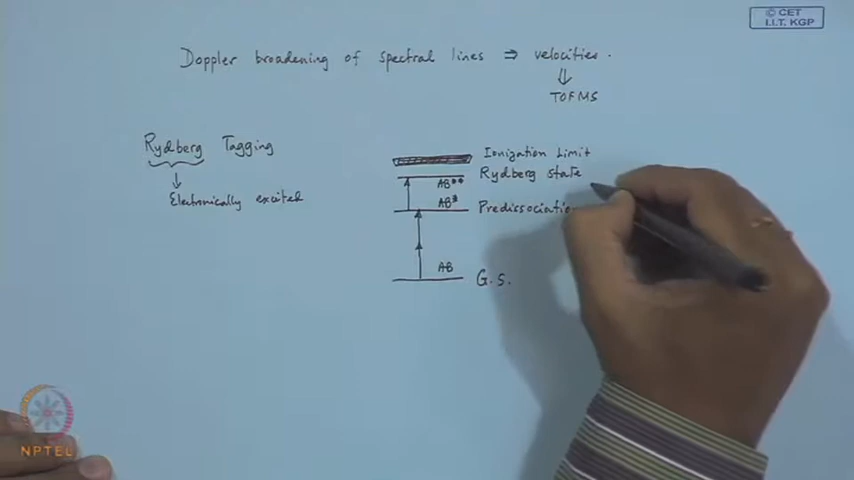 © CET
I.I.T. KGP
Doppler broadening of spectral lines ⇒ velocities.
⇓
TOFMS
Rydberg Tagging
↓
Electronically excited
Ionization Limit
Rydberg state
AB**
AB*
AB
G.S.
NPTEL